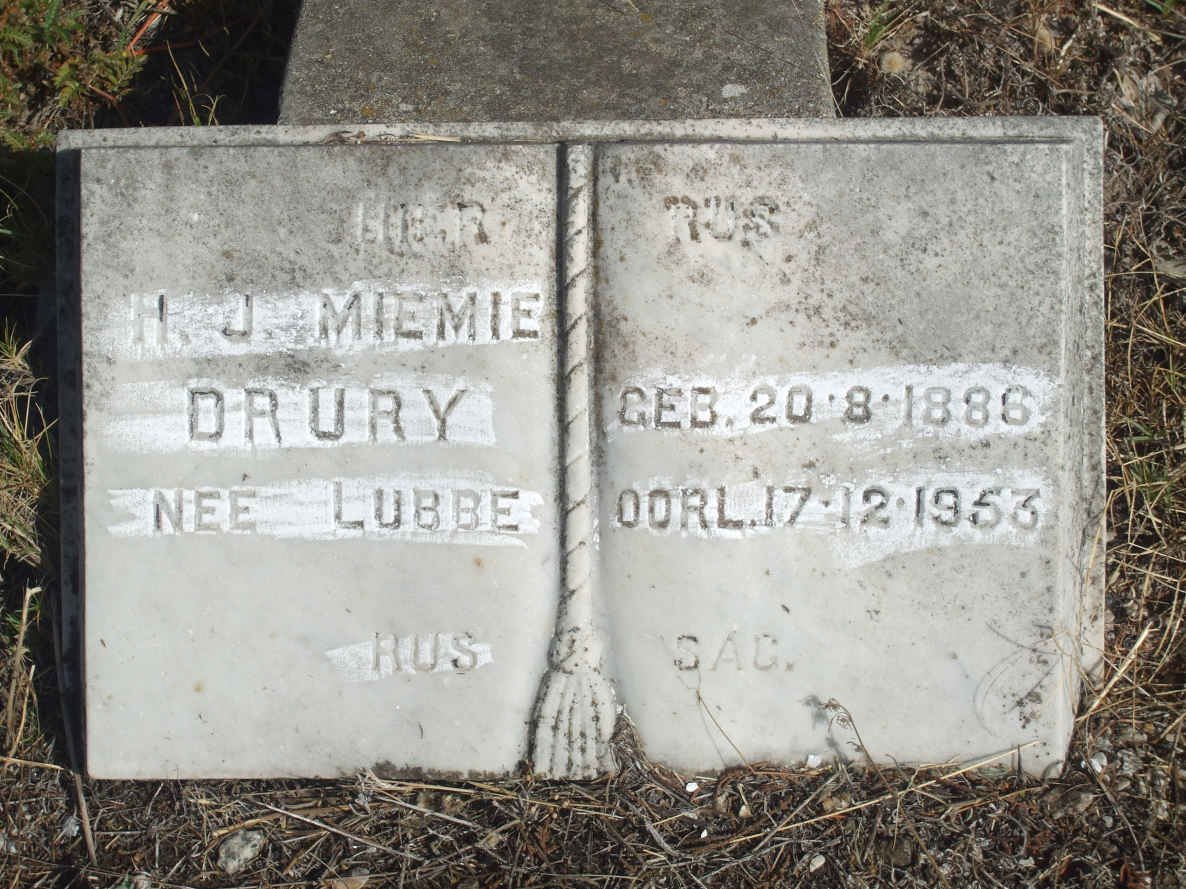 HIER RUS
H. J. MIEMIE
DRURY
NEE LUBBE
GEB. 20·8·1886
OORL. 17·12·1953
RUS SAG.